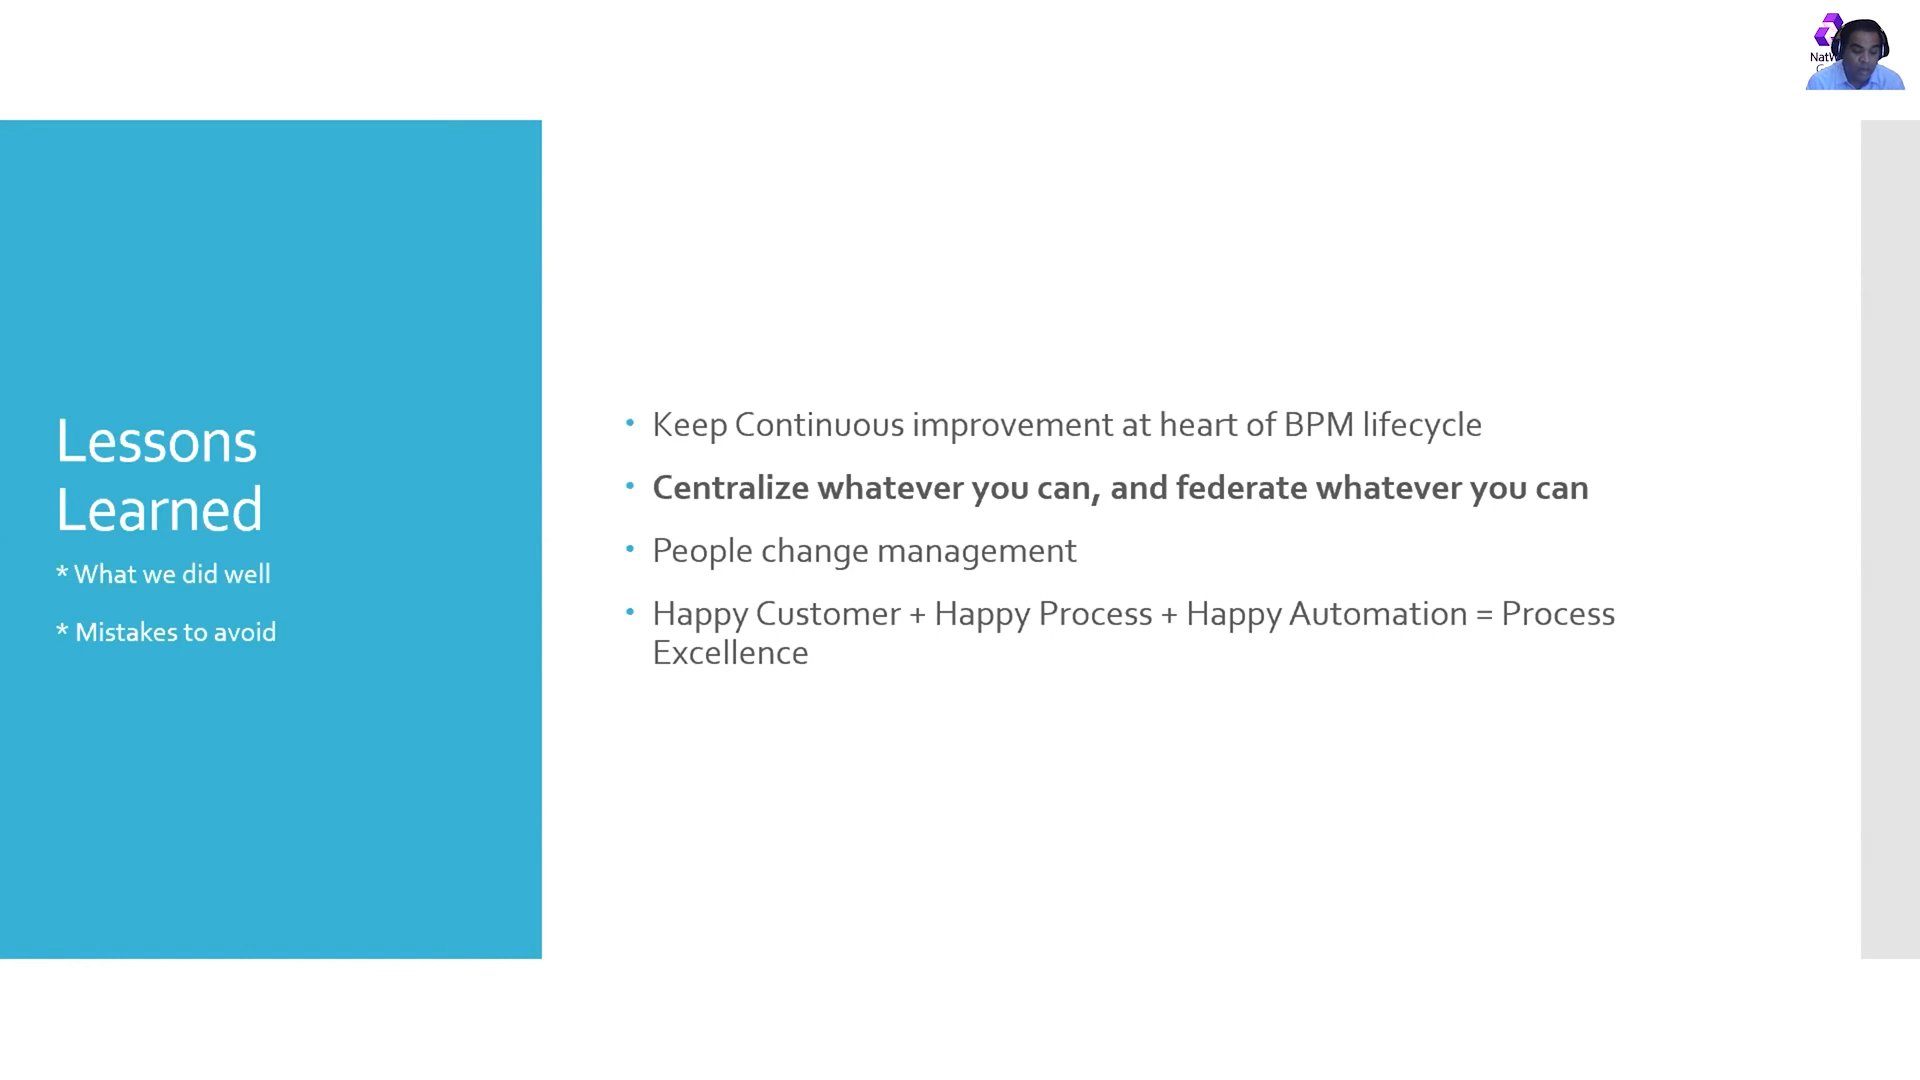 Lessons
Learned
* What we did well
* Mistakes to avoid
• Keep Continuous improvement at heart of BPM lifecycle
• Centralize whatever you can, and federate whatever you can
• People change management
• Happy Customer + Happy Process + Happy Automation = Process
Excellence